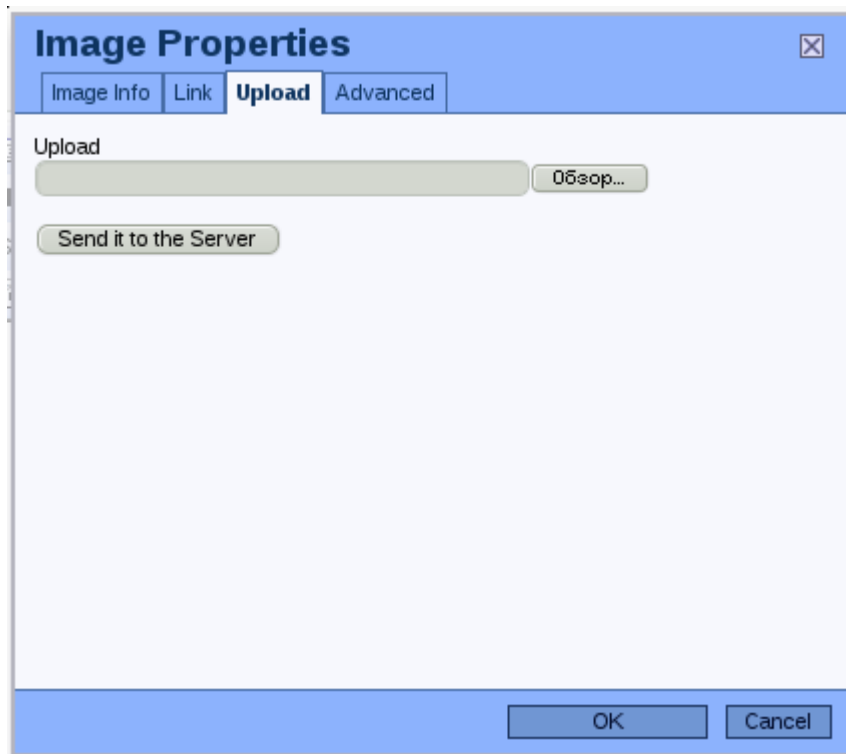 Image Properties
Image Info Link Upload Advanced
Upload
Обзор...
Send it to the Server
OK Cancel